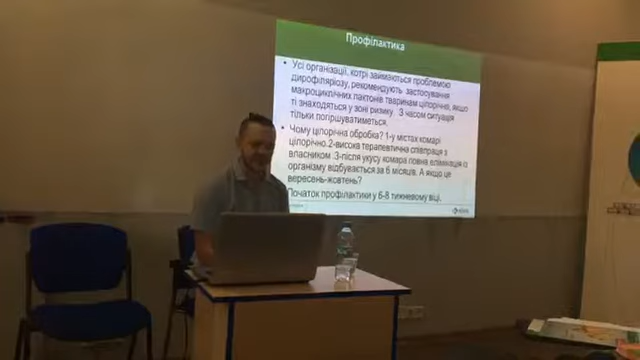 Профілактика
Усі організації, котрі займаються проблемою
дирофіляріозу, рекомендують застосування
макроциклічних лактонів тваринам цілорічно, якщо
ті знаходяться у зоні ризику. З часом ситуація
тільки погіршуватиметься.
Чому цілорічна обробка? 1-у містах комарі
цілорічно.2-висока терапевтична співпраця з
власником .3-після укусу комара повна елімінація із
організму відбувається за 6 місяців. А якщо це
вересень-жовтень?
Початок профілактики у 6-8 тижневому віці.